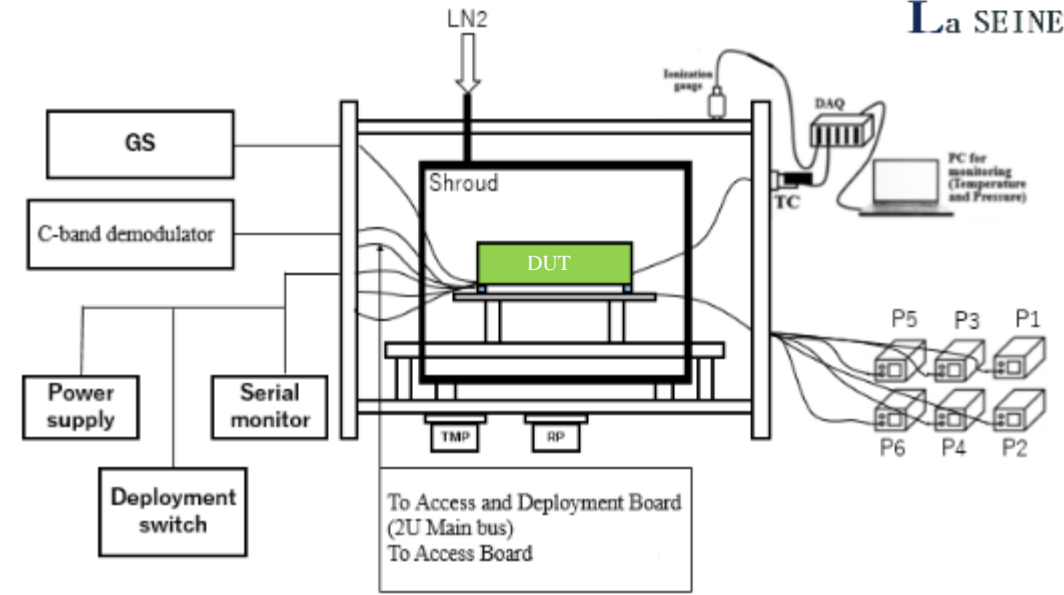 La SEINE
LN2
Ionization
gauge
DAQ
GS
PC for
monitoring
(Temperature
and Pressure)
Shroud
TC
C-band demodulator
DUT
P5
P3
P1
Power
supply
Serial
monitor
TMP
RP
P6
P4
P2
Deployment
switch
To Access and Deployment Board
(2U Main bus)
To Access Board